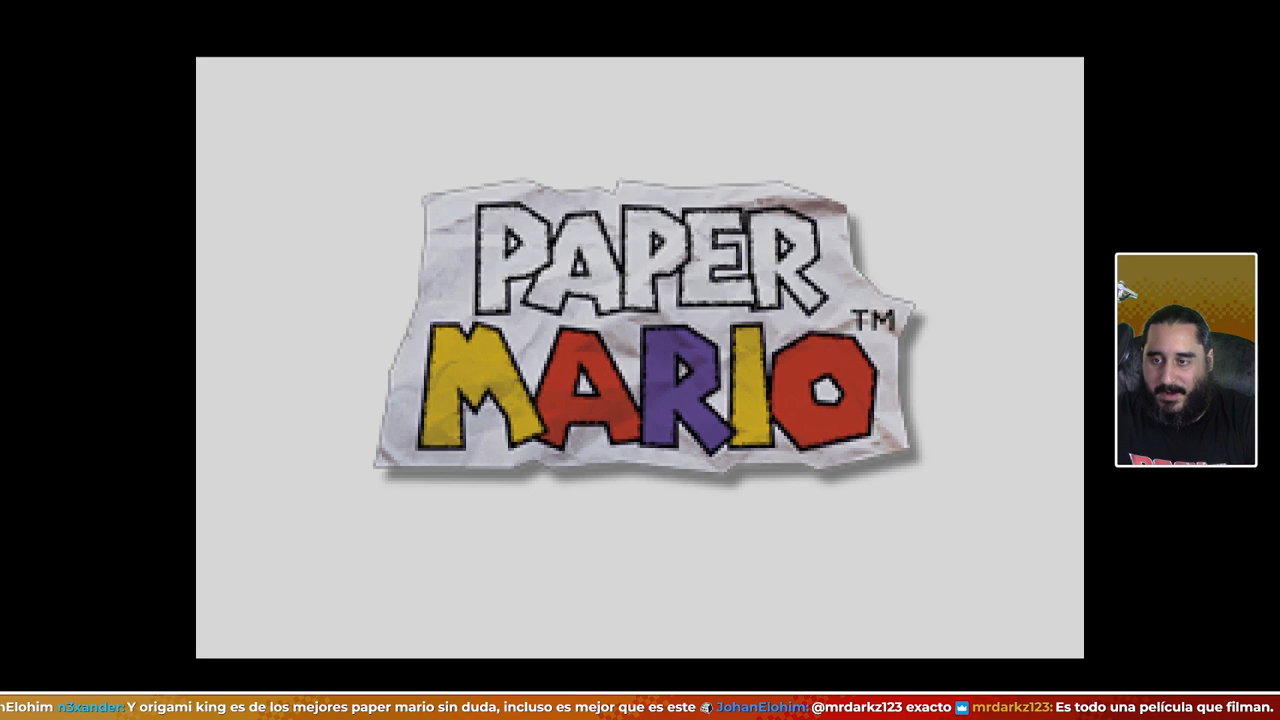 PAPER
MARIO
TM
nElohim n3xander: Y origami king es de los mejores paper mario sin duda, incluso es mejor que es este JohanElohim: @mrdarkz123 exacto mrdarkz123: Es todo una película que filman.